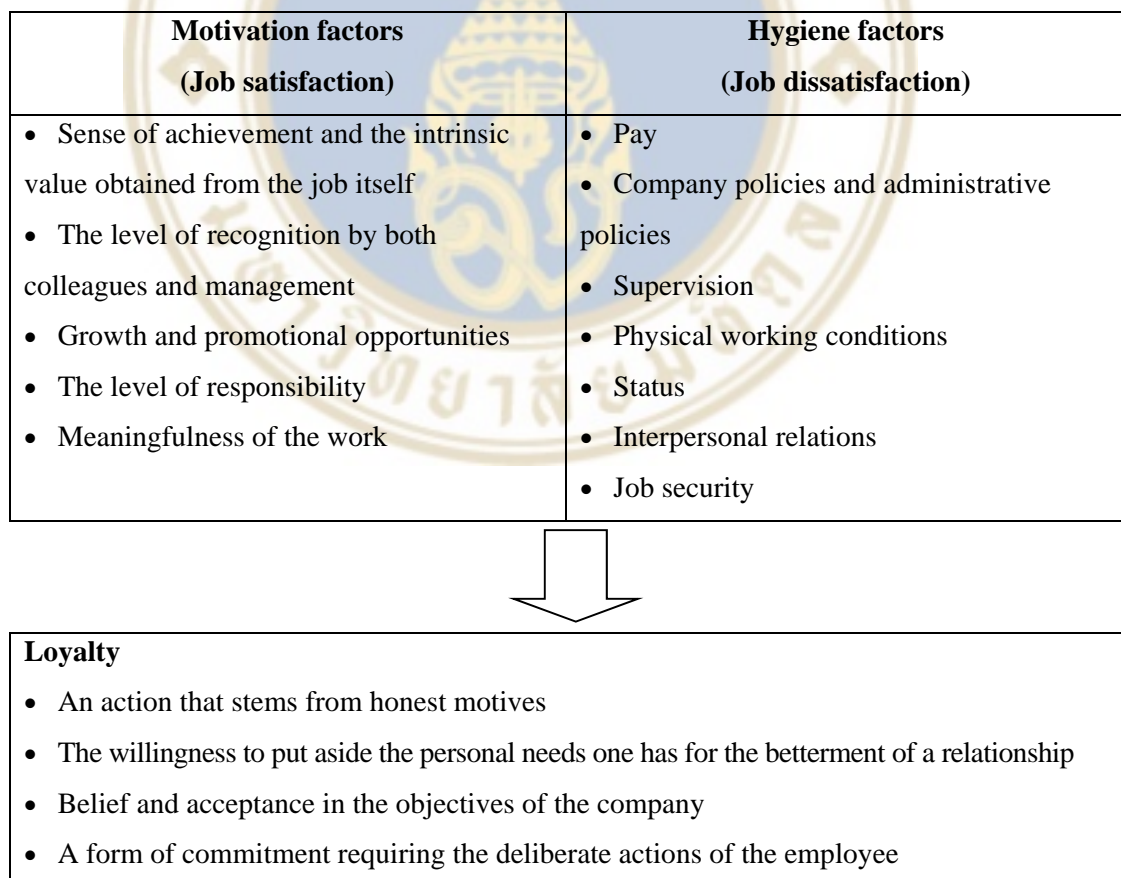 Motivation factors
(Job satisfaction)
• Sense of achievement and the intrinsic
value obtained from the job itself
• The level of recognition by both
colleagues and management
• Growth and promotional opportunities
• The level of responsibility
• Meaningfulness of the work
Hygiene factors
(Job dissatisfaction)
• Pay
• Company policies and administrative
policies
• Supervision
• Physical working conditions
• Status
• Interpersonal relations
• Job security
Loyalty
• An action that stems from honest motives
• The willingness to put aside the personal needs one has for the betterment of a relationship
• Belief and acceptance in the objectives of the company
• A form of commitment requiring the deliberate actions of the employee